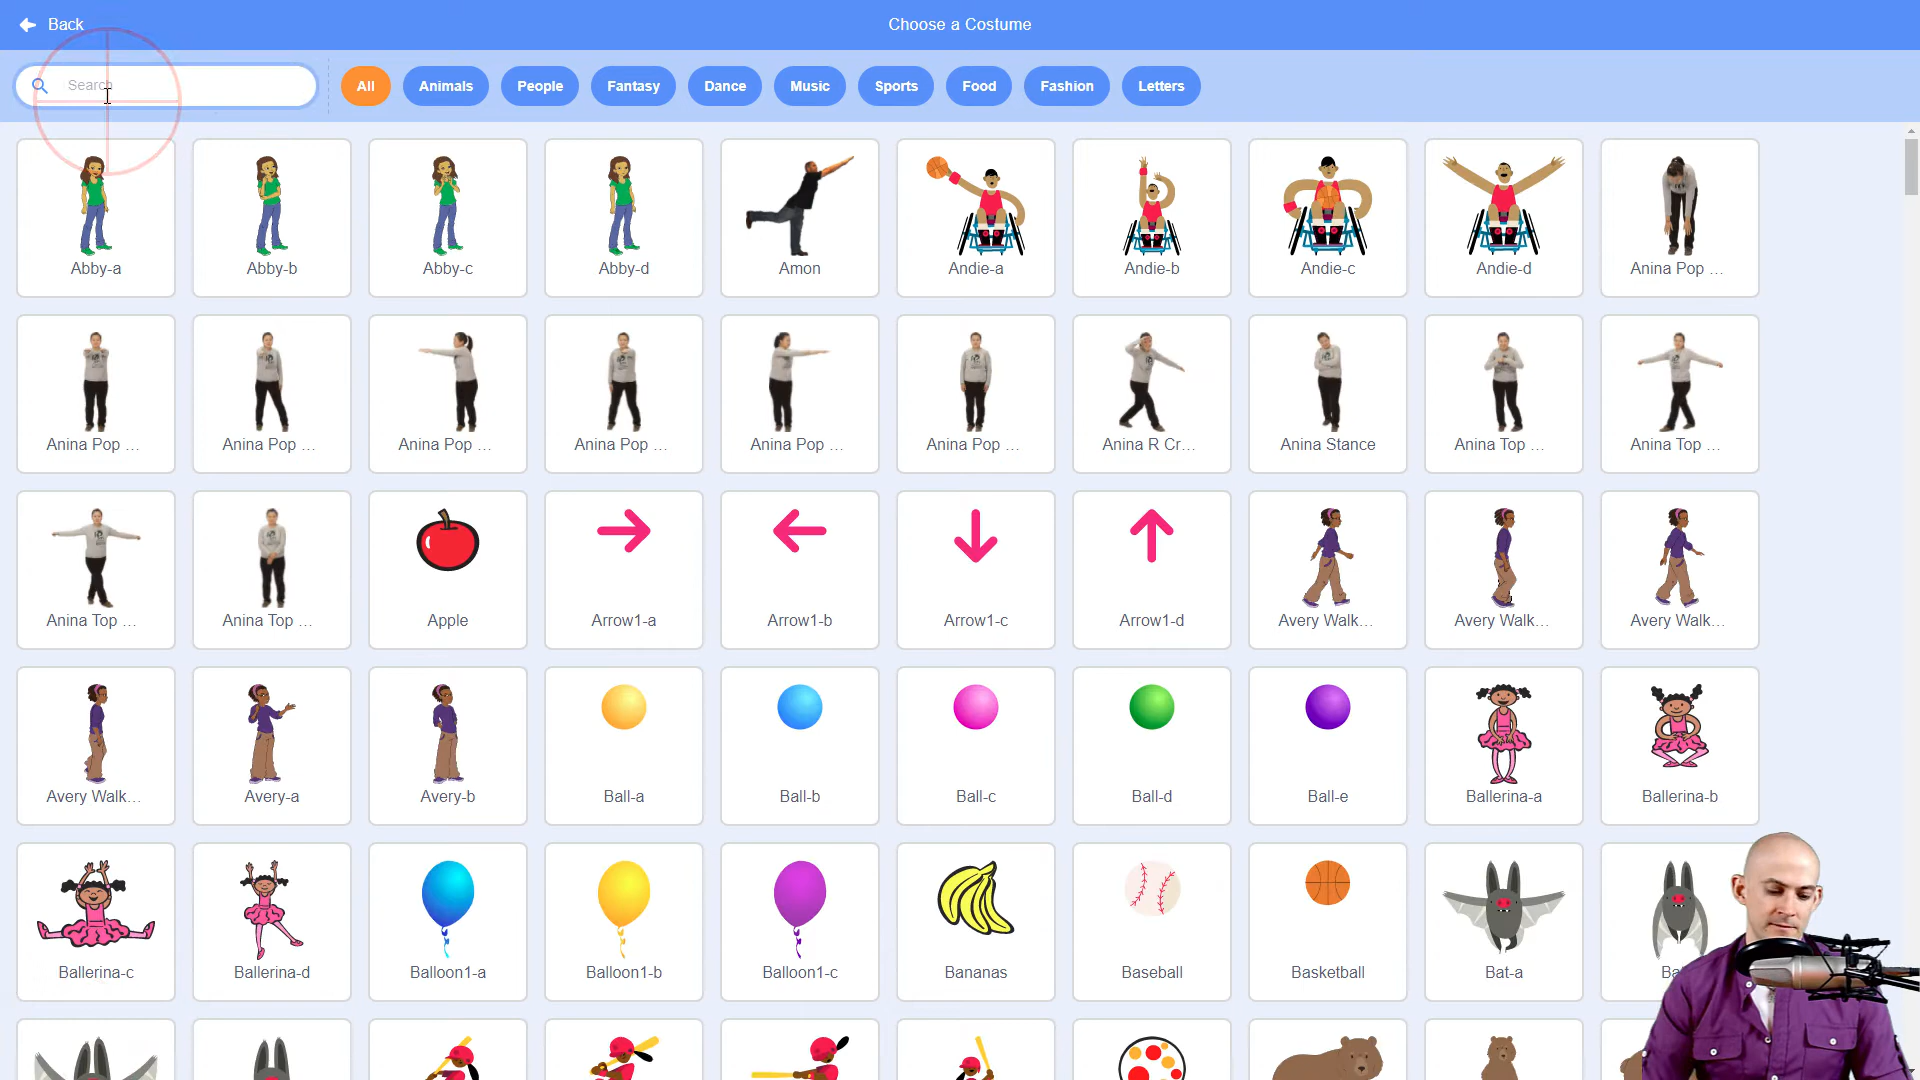 Back
Choose a Costume
Search
All
Animals
People
Fantasy
Dance
Music
Sports
Food
Fashion
Letters
Abby-a
Abby-b
Abby-c
Abby-d
Amon
Andie-a
Andie-b
Andie-c
Andie-d
Anina Pop ...
Anina Pop ...
Anina Pop ...
Anina Pop ...
Anina Pop ...
Anina Pop ...
Anina Pop ...
Anina R Cr...
Anina Stance
Anina Top ...
Anina Top ...
Anina Top ...
Anina Top ...
Apple
Arrow1-a
Arrow1-b
Arrow1-c
Arrow1-d
Avery Walk...
Avery Walk...
Avery Walk...
Avery Walk...
Avery-a
Avery-b
Ball-a
Ball-b
Ball-c
Ball-d
Ball-e
Ballerina-a
Ballerina-b
Ballerina-c
Ballerina-d
Balloon1-a
Balloon1-b
Balloon1-c
Bananas
Baseball
Basketball
Bat-a